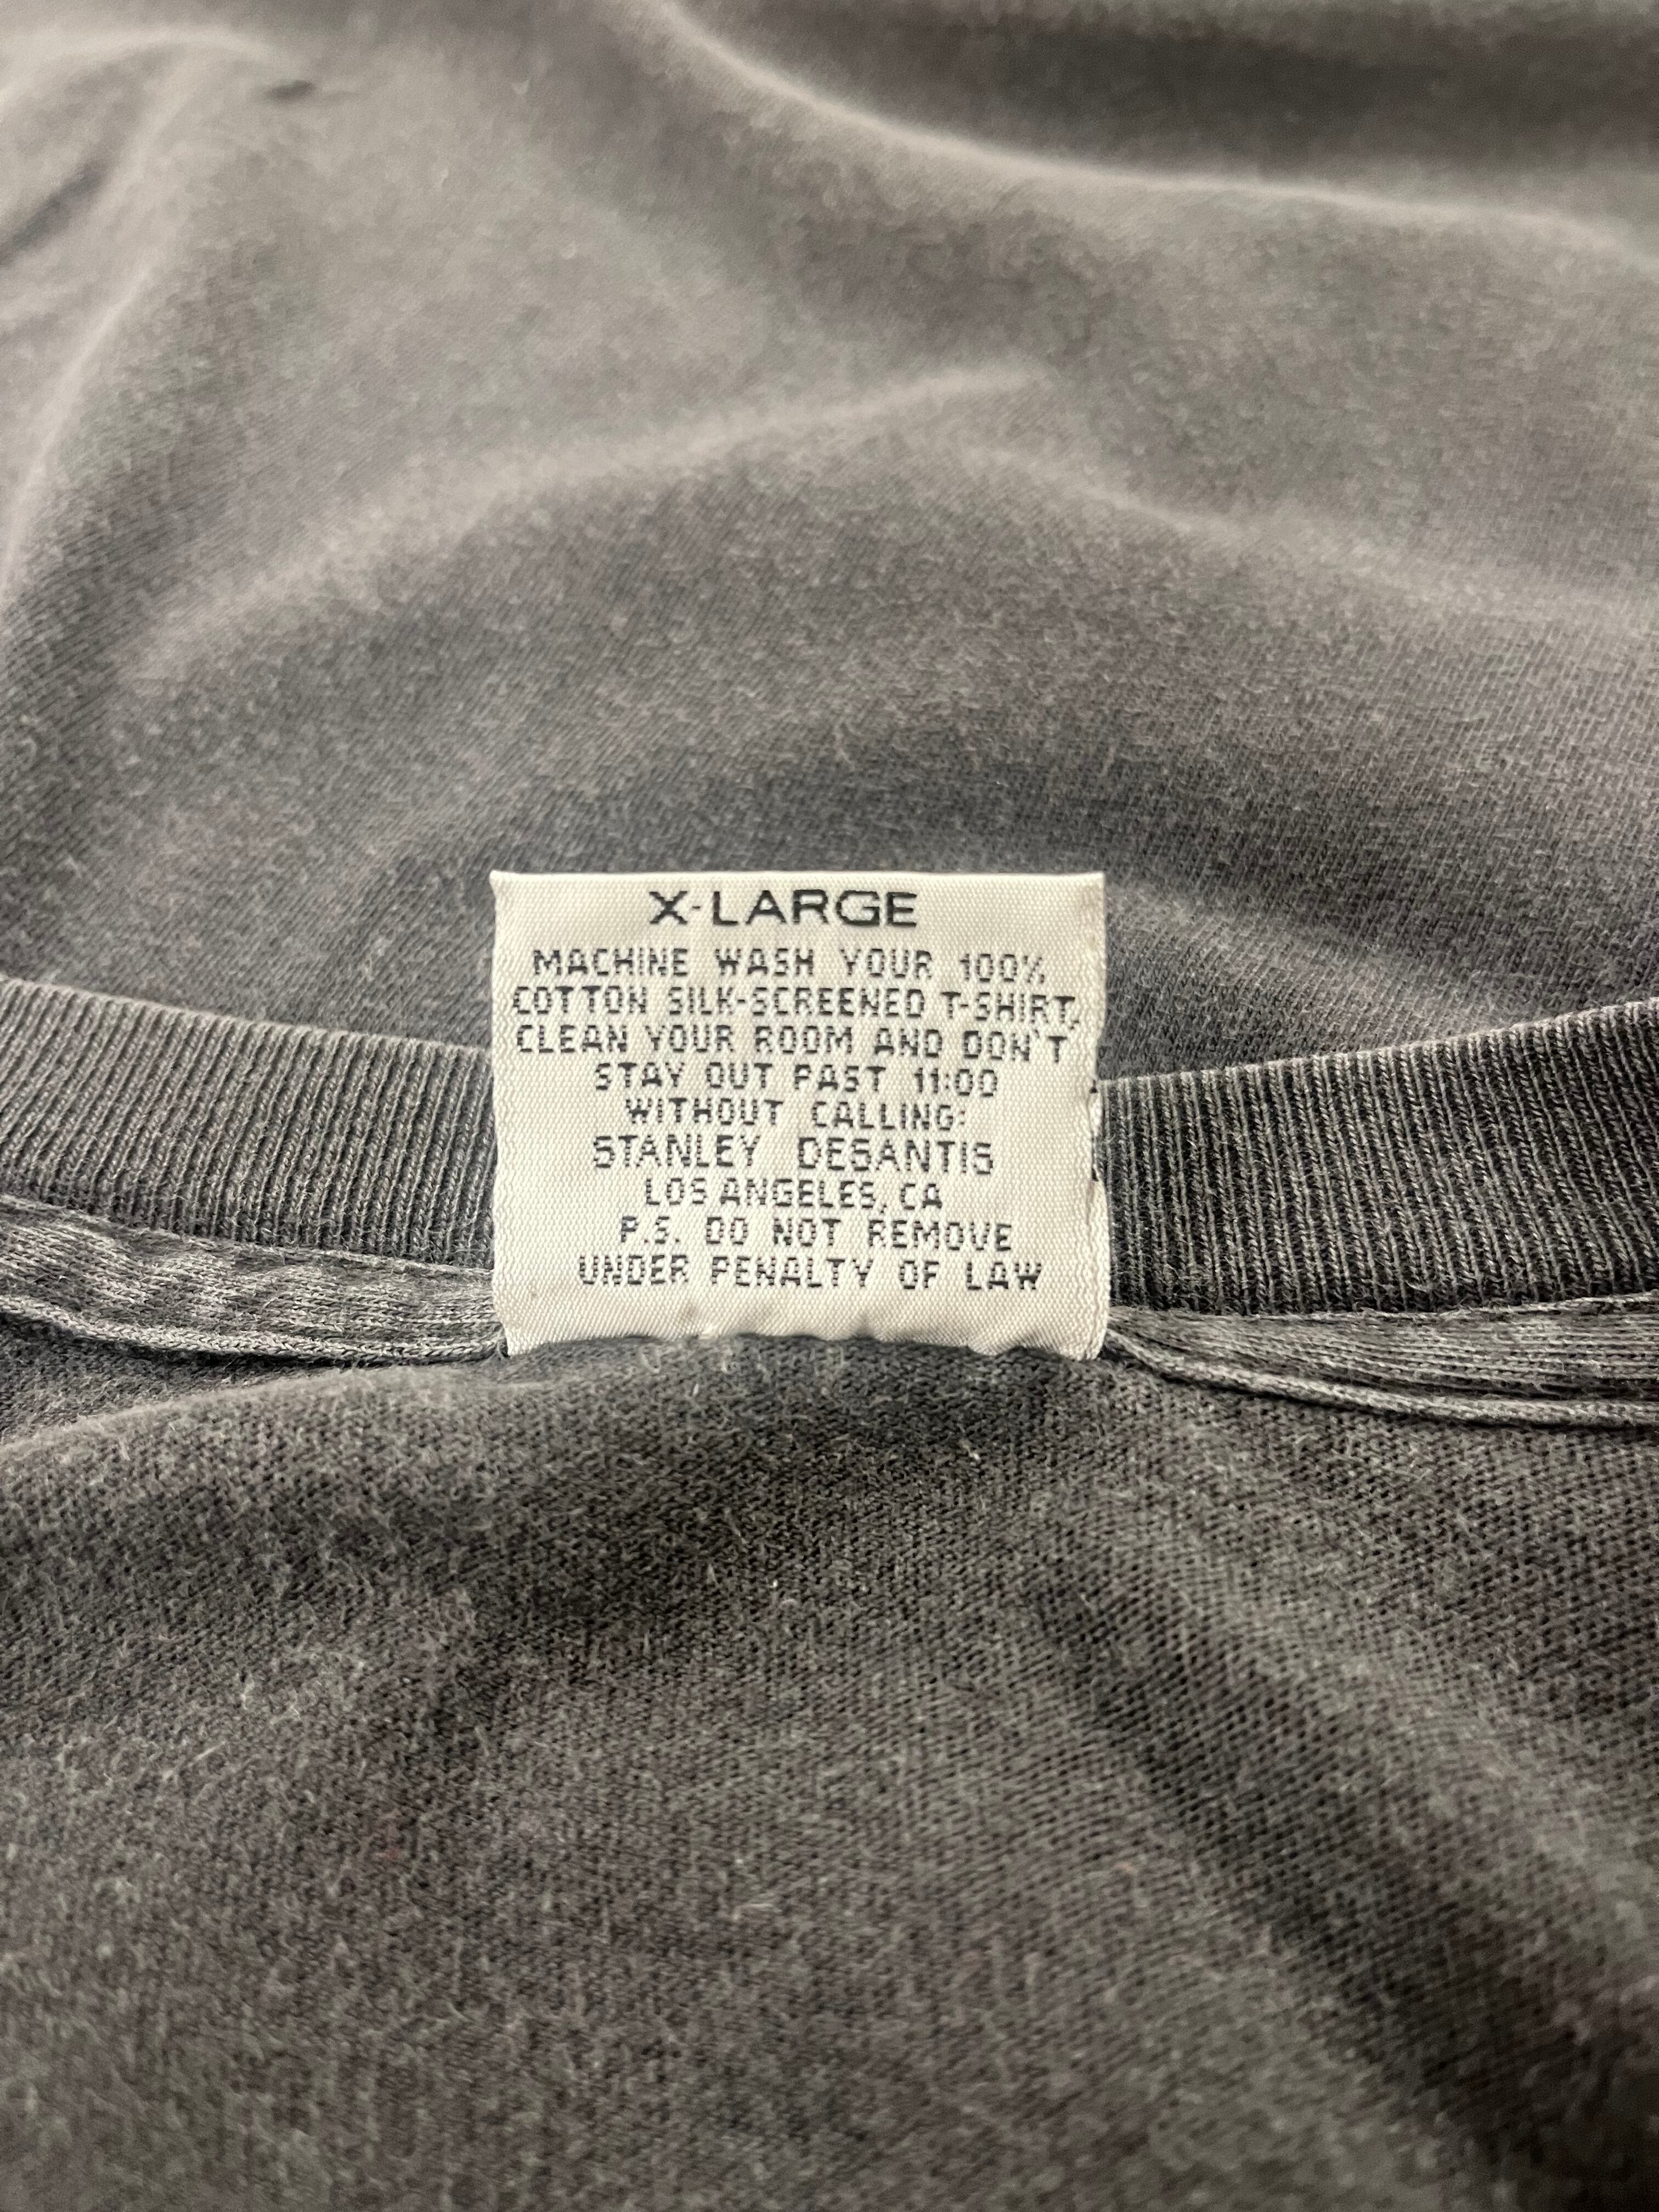 X-LARGE
MACHINE WASH YOUR 100%
COTTON SILK-SCREENED T-SHIRT,
CLEAN YOUR ROOM AND DON'T
STAY OUT PAST 11:00
WITHOUT CALLING:
STANLEY DESANTIS
LOS ANGELES, CA
P.S. DO NOT REMOVE
UNDER PENALTY OF LAW